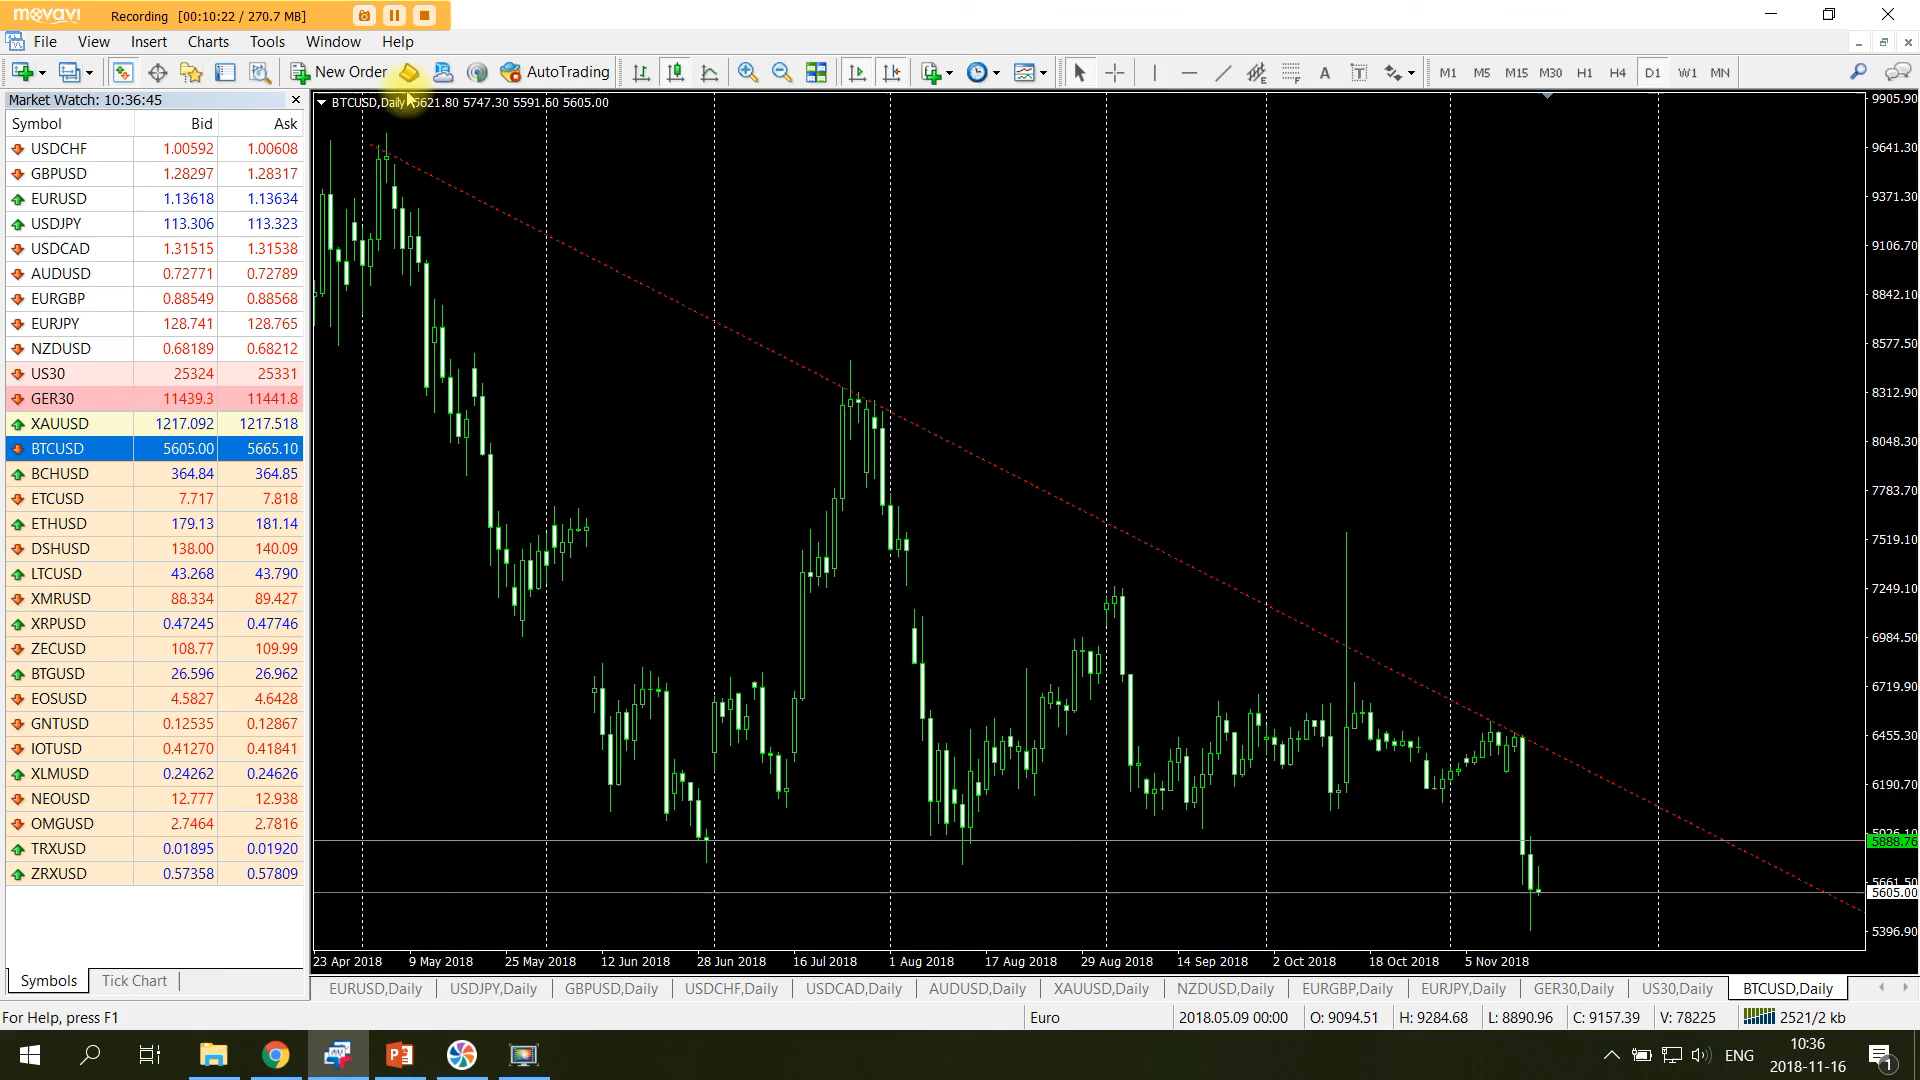 movavi Recording [00:10:22 / 270.7 MB]
File View Insert Charts Tools Window Help
New Order AutoTrading A T M1 M5 M15 M30 H1 H4 D1 W1 MN
Market Watch: 10:36:45
Symbol Bid Ask
USDCHF 1.00592 1.00608
GBPUSD 1.28297 1.28317
EURUSD 1.13618 1.13634
USDJPY 113.306 113.323
USDCAD 1.31515 1.31538
AUDUSD 0.72771 0.72789
EURGBP 0.88549 0.88568
EURJPY 128.741 128.765
NZDUSD 0.68189 0.68212
US30 25324 25331
GER30 11439.3 11441.8
XAUUSD 1217.092 1217.518
BTCUSD 5605.00 5665.10
BCHUSD 364.84 364.85
ETCUSD 7.717 7.818
ETHUSD 179.13 181.14
DSHUSD 138.00 140.09
LTCUSD 43.268 43.790
XMRUSD 88.334 89.427
XRPUSD 0.47245 0.47746
ZECUSD 108.77 109.99
BTGUSD 26.596 26.962
EOSUSD 4.5827 4.6428
GNTUSD 0.12535 0.12867
IOTUSD 0.41270 0.41841
XLMUSD 0.24262 0.24626
NEOUSD 12.777 12.938
OMGUSD 2.7464 2.7816
TRXUSD 0.01895 0.01920
ZRXUSD 0.57358 0.57809
Symbols Tick Chart
BTCUSD,Daily 5621.80 5747.30 5591.60 5605.00
9905.90
9641.30
9371.30
9106.70
8842.10
8577.50
8312.90
8048.30
7783.70
7519.10
7249.10
6984.50
6719.90
6455.30
6190.70
5926.10
5888.76
5661.50
5605.00
5396.90
23 Apr 2018 9 May 2018 25 May 2018 12 Jun 2018 28 Jun 2018 16 Jul 2018 1 Aug 2018 17 Aug 2018 29 Aug 2018 14 Sep 2018 2 Oct 2018 18 Oct 2018 5 Nov 2018
EURUSD,Daily USDJPY,Daily GBPUSD,Daily USDCHF,Daily USDCAD,Daily AUDUSD,Daily XAUUSD,Daily NZDUSD,Daily EURGBP,Daily EURJPY,Daily GER30,Daily US30,Daily BTCUSD,Daily
For Help, press F1 Euro 2018.05.09 00:00 O: 9094.51 H: 9284.68 L: 8890.96 C: 9157.39 V: 78225 2521/2 kb
ENG 10:36
2018-11-16 1